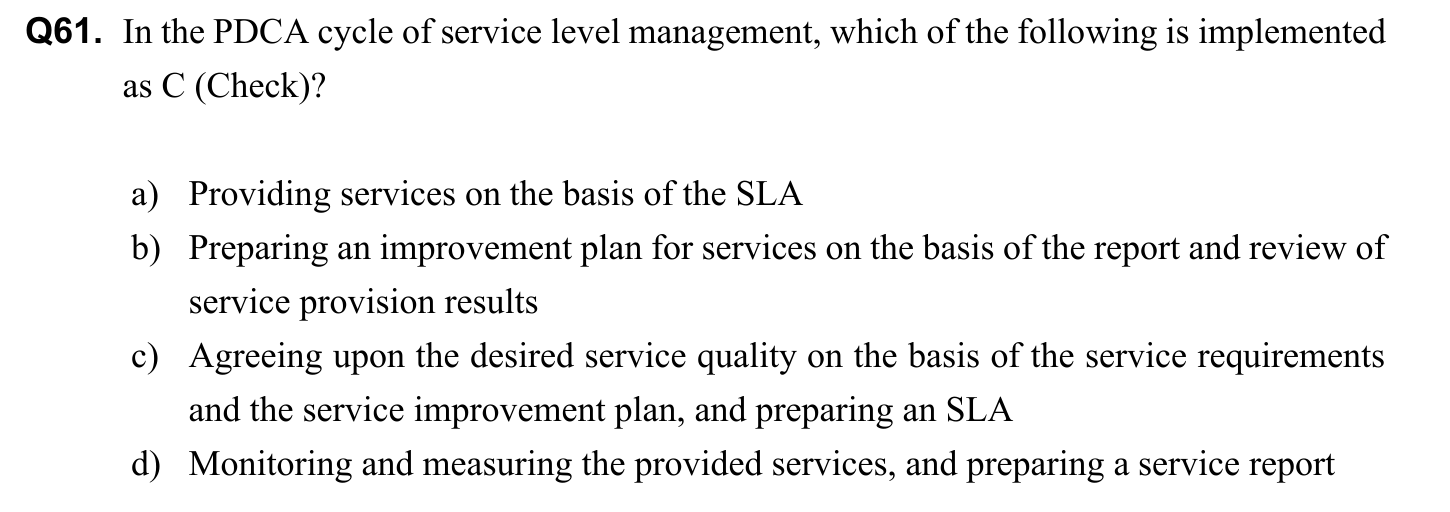 Q61. In the PDCA cycle of service level management, which of the following is implemented
as C (Check)?
a) Providing services on the basis of the SLA
b) Preparing an improvement plan for services on the basis of the report and review of
service provision results
c) Agreeing upon the desired service quality on the basis of the service requirements
and the service improvement plan, and preparing an SLA
d) Monitoring and measuring the provided services, and preparing a service report